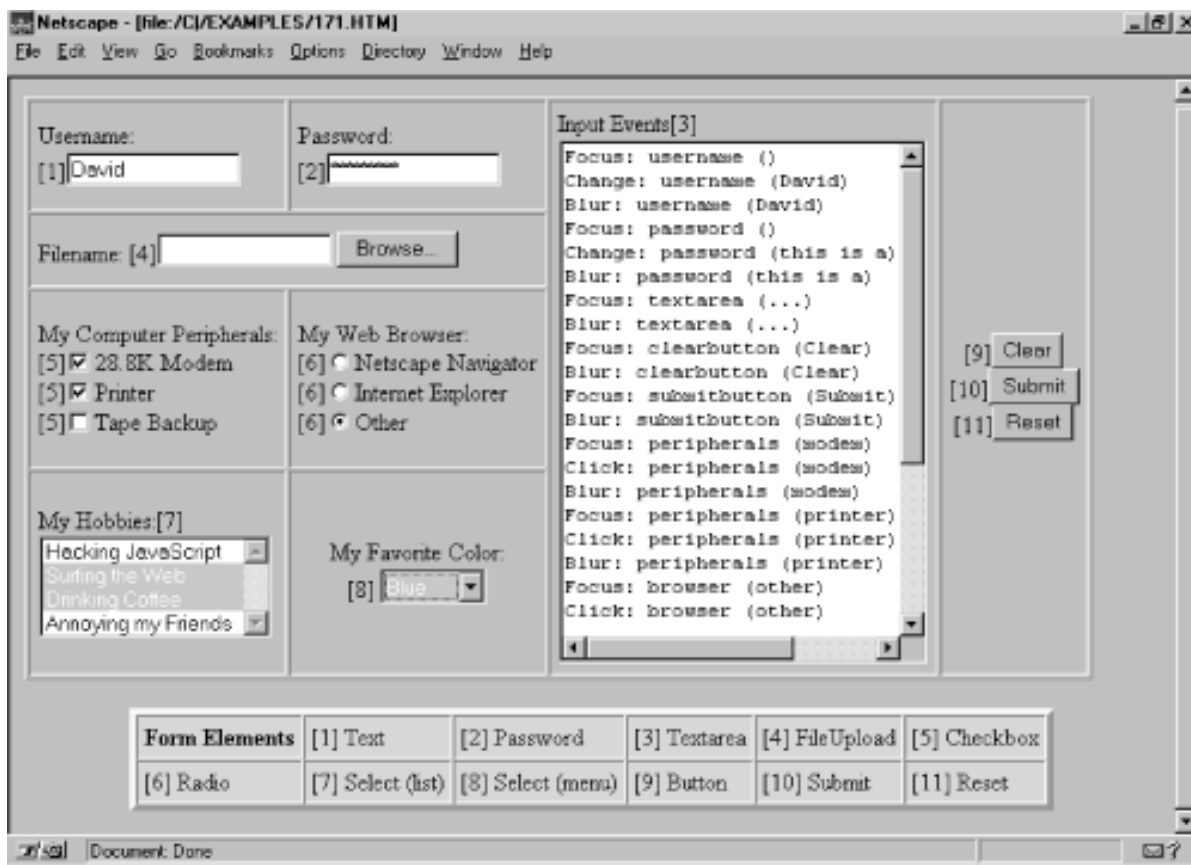 Netscape - [file:/C|/EXAMPLES/171.HTM]
File Edit View Go Bookmarks Options Directory Window Help
Username:
[1] David
Password:
[2] *********
Filename: [4] Browse...
My Computer Peripherals:
[5] 28.8K Modem
[5] Printer
[5] Tape Backup
My Web Browser:
[6] Netscape Navigator
[6] Internet Explorer
[6] Other
My Hobbies:[7]
Hacking JavaScript
Surfing the Web
Drinking Coffee
Annoying my Friends
My Favorite Color:
[8] Blue
Input Events[3]
Focus: username ()
Change: username (David)
Blur: username (David)
Focus: password ()
Change: password (this is a)
Blur: password (this is a)
Focus: textarea (...)
Blur: textarea (...)
Focus: clearbutton (Clear)
Blur: clearbutton (Clear)
Focus: submitbutton (Submit)
Blur: submitbutton (Submit)
Focus: peripherals (modem)
Click: peripherals (modem)
Blur: peripherals (modem)
Focus: peripherals (printer)
Click: peripherals (printer)
Blur: peripherals (printer)
Focus: browser (other)
Click: browser (other)
[9] Clear
[10] Submit
[11] Reset
Form Elements [1] Text [2] Password [3] Textarea [4] FileUpload [5] Checkbox
[6] Radio [7] Select (list) [8] Select (menu) [9] Button [10] Submit [11] Reset
Document: Done